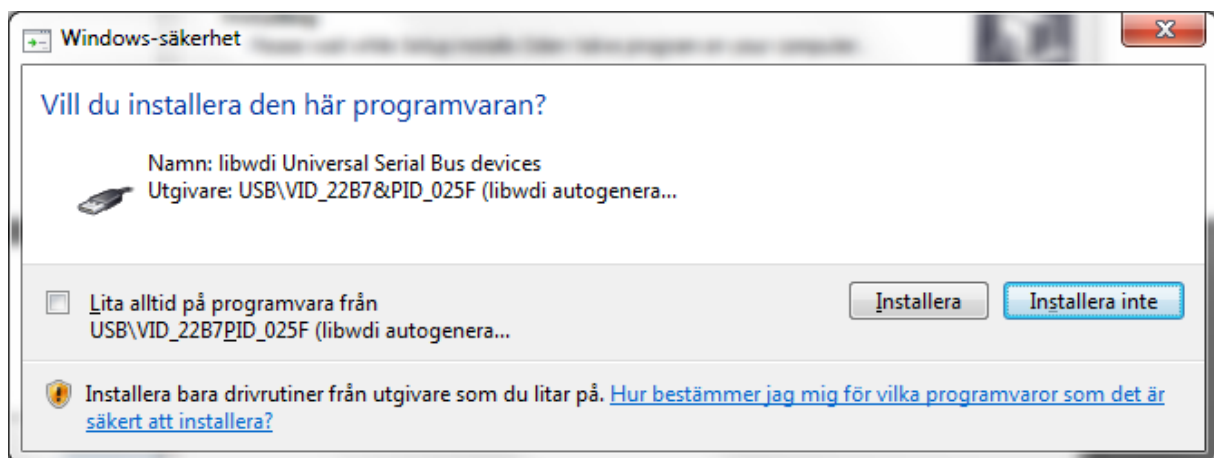 Windows-säkerhet
Vill du installera den här programvaran?
Namn: libwdi Universal Serial Bus devices
Utgivare: USB\VID_22B7&PID_025F (libwdi autogenera...
Lita alltid på programvara från
USB\VID_22B7PID_025F (libwdi autogenera...
Installera
Installera inte
Installera bara drivrutiner från utgivare som du litar på. Hur bestämmer jag mig för vilka programvaror som det är
säkert att installera?